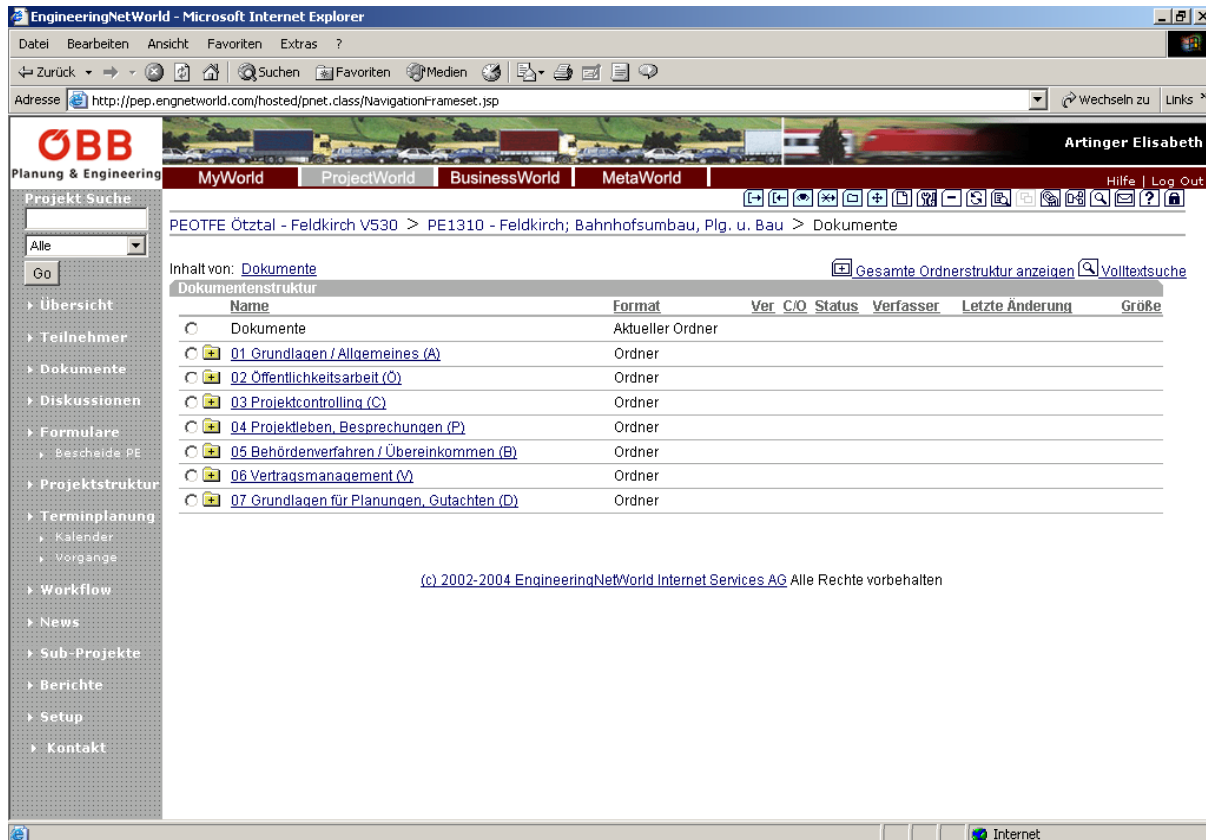 EngineeringNetWorld - Microsoft Internet Explorer
Datei Bearbeiten Ansicht Favoriten Extras ?
Zurück Suchen Favoriten Medien
Adresse http://pep.engnetworld.com/hosted/pnet.class/NavigationFrameset.jsp Wechseln zu Links »
ÖBB
Planung & Engineering
Artinger Elisabeth
MyWorld ProjectWorld BusinessWorld MetaWorld
Hilfe | Log Out
Projekt Suche
Alle
Go
PEOTFE Ötztal - Feldkirch V530 > PE1310 - Feldkirch; Bahnhofsumbau, Plg. u. Bau > Dokumente
Inhalt von: Dokumente Gesamte Ordnerstruktur anzeigen Volltextsuche
Dokumentenstruktur
Name Format Ver C/O Status Verfasser Letzte Änderung Größe
Dokumente Aktueller Ordner
01 Grundlagen / Allgemeines (A) Ordner
02 Öffentlichkeitsarbeit (Ö) Ordner
03 Projektcontrolling (C) Ordner
04 Projektleben, Besprechungen (P) Ordner
05 Behördenverfahren / Übereinkommen (B) Ordner
06 Vertragsmanagement (V) Ordner
07 Grundlagen für Planungen, Gutachten (D) Ordner
(c) 2002-2004 EngineeringNetWorld Internet Services AG Alle Rechte vorbehalten
Übersicht
Teilnehmer
Dokumente
Diskussionen
Formulare
Bescheide PE
Projektstruktur
Terminplanung
Kalender
Vorgänge
Workflow
News
Sub-Projekte
Berichte
Setup
Kontakt
Internet